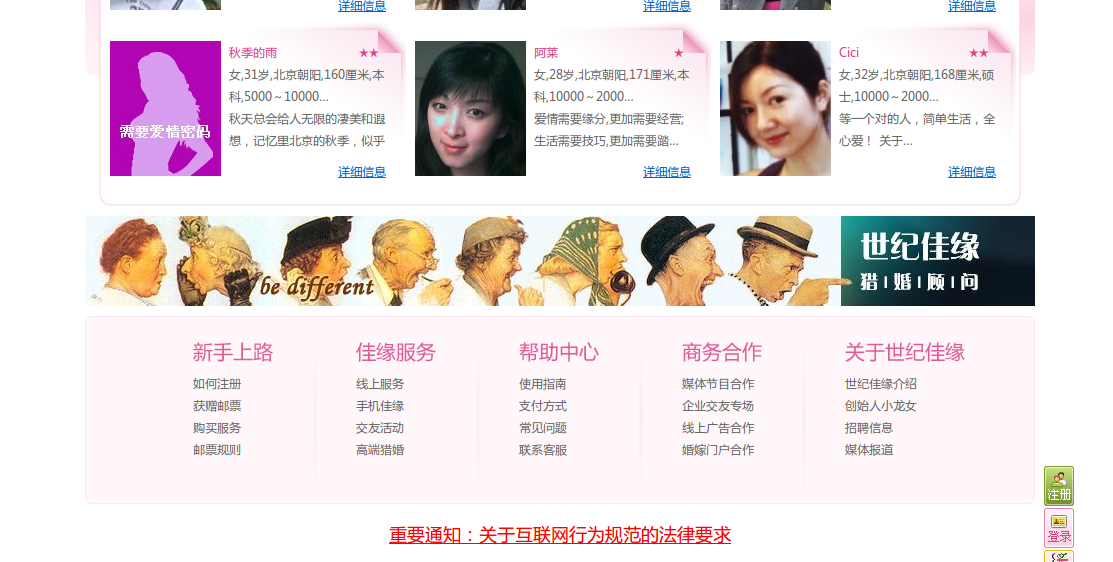 详细信息
详细信息
详细信息
秋季的雨 ★★
女,31岁,北京朝阳,160厘米,本
科,5000～10000...
秋天总会给人无限的凄美和遐
想，记忆里北京的秋季，似乎
需要爱情密码
详细信息
阿莱 ★
女,28岁,北京朝阳,171厘米,本
科,10000～2000...
爱情需要缘分,更加需要经营;
生活需要技巧,更加需要踏...
详细信息
Cici ★★
女,32岁,北京朝阳,168厘米,硕
士,10000～2000...
等一个对的人，简单生活，全
心爱！ 关于...
详细信息
be different
世纪佳缘
猎 | 婚 | 顾 | 问
新手上路
如何注册
获赠邮票
购买服务
邮票规则
佳缘服务
线上服务
手机佳缘
交友活动
高端猎婚
帮助中心
使用指南
支付方式
常见问题
联系客服
商务合作
媒体节目合作
企业交友专场
线上广告合作
婚嫁门户合作
关于世纪佳缘
世纪佳缘介绍
创始人小龙女
招聘信息
媒体报道
注册
登录
重要通知：关于互联网行为规范的法律要求